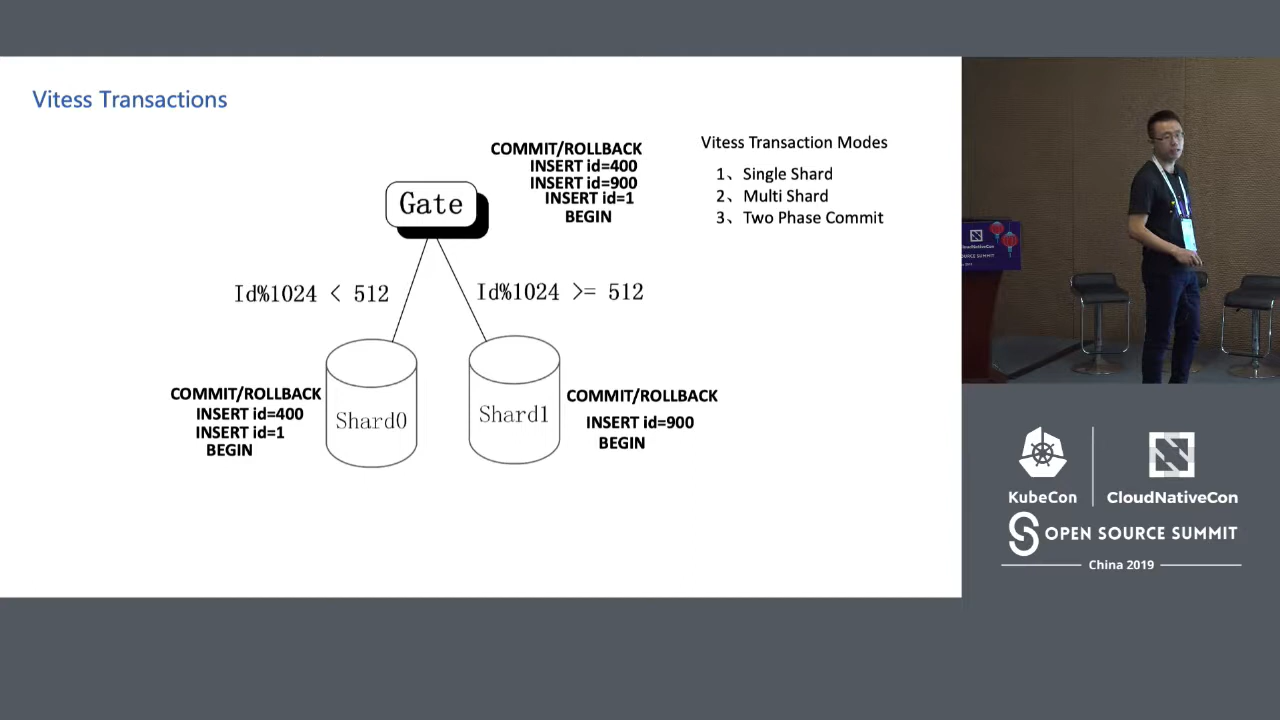 Vitess Transactions
COMMIT/ROLLBACK
INSERT id=400
INSERT id=900
INSERT id=1
BEGIN
Gate
Vitess Transaction Modes
1、Single Shard
2、Multi Shard
3、Two Phase Commit
Id%1024 < 512
Id%1024 >= 512
COMMIT/ROLLBACK
INSERT id=400
INSERT id=1
BEGIN
Shard0
Shard1
COMMIT/ROLLBACK
INSERT id=900
BEGIN
KubeCon
CloudNativeCon
OPEN SOURCE SUMMIT
China 2019